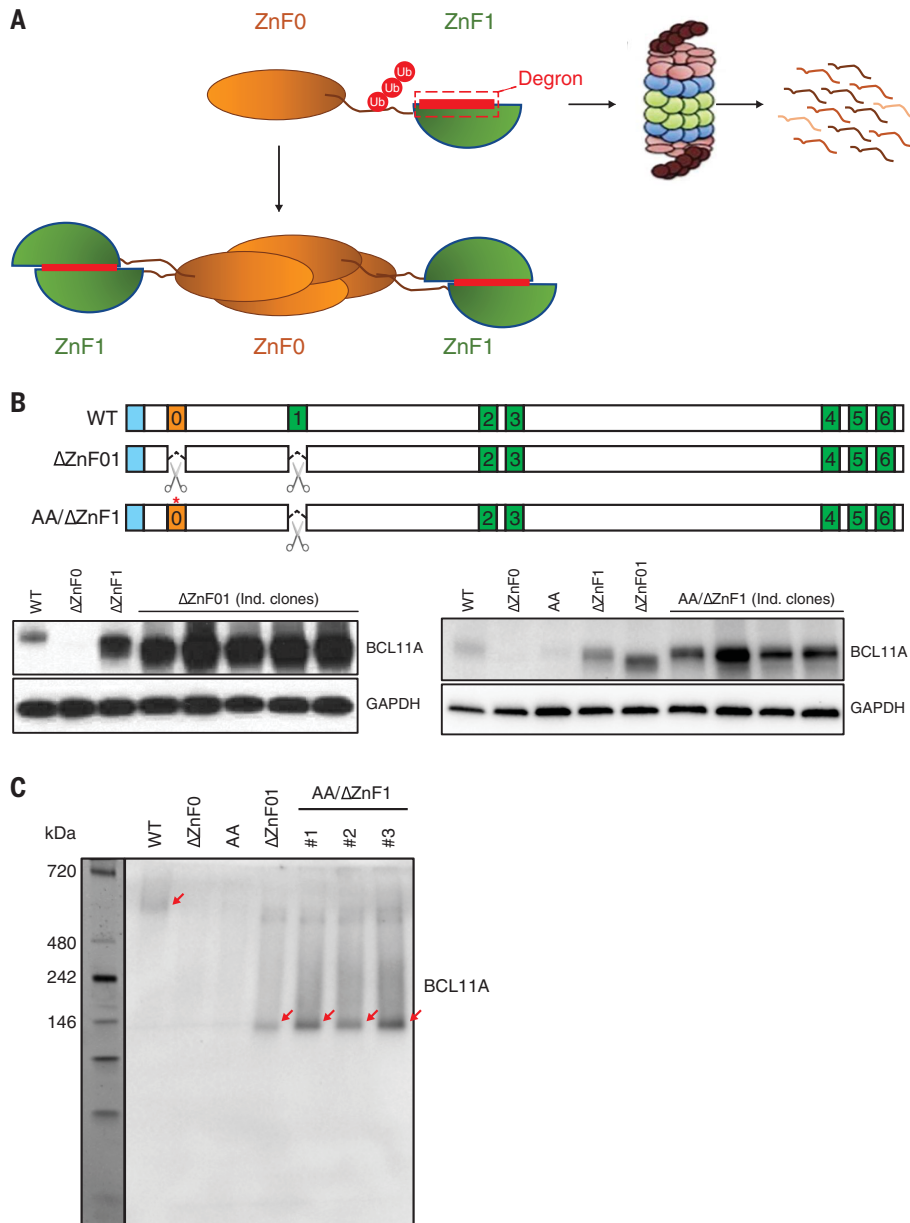 A
ZnF0 ZnF1
Ub Ub Ub
Degron
ZnF1 ZnF0 ZnF1
B
WT 0 1 2 3 4 5 6
ΔZnF01 2 3 4 5 6
*
AA/ΔZnF1 0 2 3 4 5 6
WT ΔZnF0 ΔZnF1 ΔZnF01 (Ind. clones)
BCL11A
GAPDH
WT ΔZnF0 AA ΔZnF1 ΔZnF01 AA/ΔZnF1 (Ind. clones)
BCL11A
GAPDH
C
AA/ΔZnF1
kDa WT ΔZnF0 AA ΔZnF01 #1 #2 #3
720
480
242
146
BCL11A